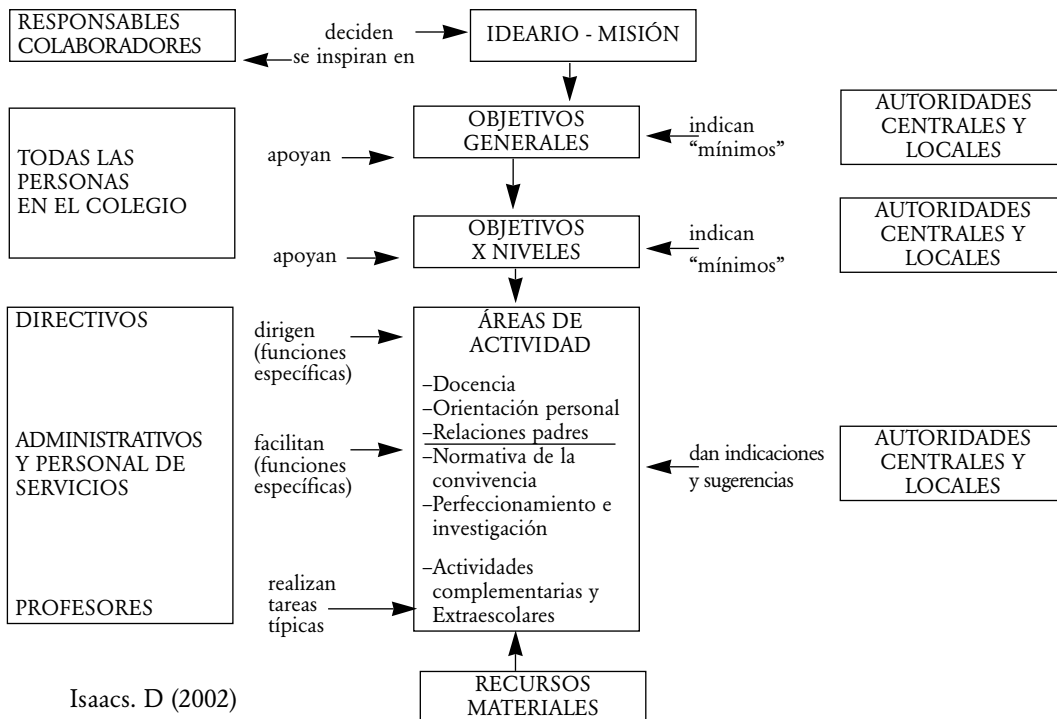 RESPONSABLES
COLABORADORES
deciden
se inspiran en
IDEARIO - MISIÓN
TODAS LAS
PERSONAS
EN EL COLEGIO
apoyan
OBJETIVOS
GENERALES
indican
“mínimos”
AUTORIDADES
CENTRALES Y
LOCALES
apoyan
OBJETIVOS
X NIVELES
indican
“mínimos”
AUTORIDADES
CENTRALES Y
LOCALES
DIRECTIVOS
ADMINISTRATIVOS
Y PERSONAL DE
SERVICIOS
PROFESORES
dirigen
(funciones
específicas)
facilitan
(funciones
específicas)
realizan
tareas
típicas
ÁREAS DE
ACTIVIDAD
–Docencia
–Orientación personal
–Relaciones padres
–Normativa de la
convivencia
–Perfeccionamiento e
investigación
–Actividades
complementarias y
Extraescolares
dan indicaciones
y sugerencias
AUTORIDADES
CENTRALES Y
LOCALES
RECURSOS
MATERIALES
Isaacs. D (2002)